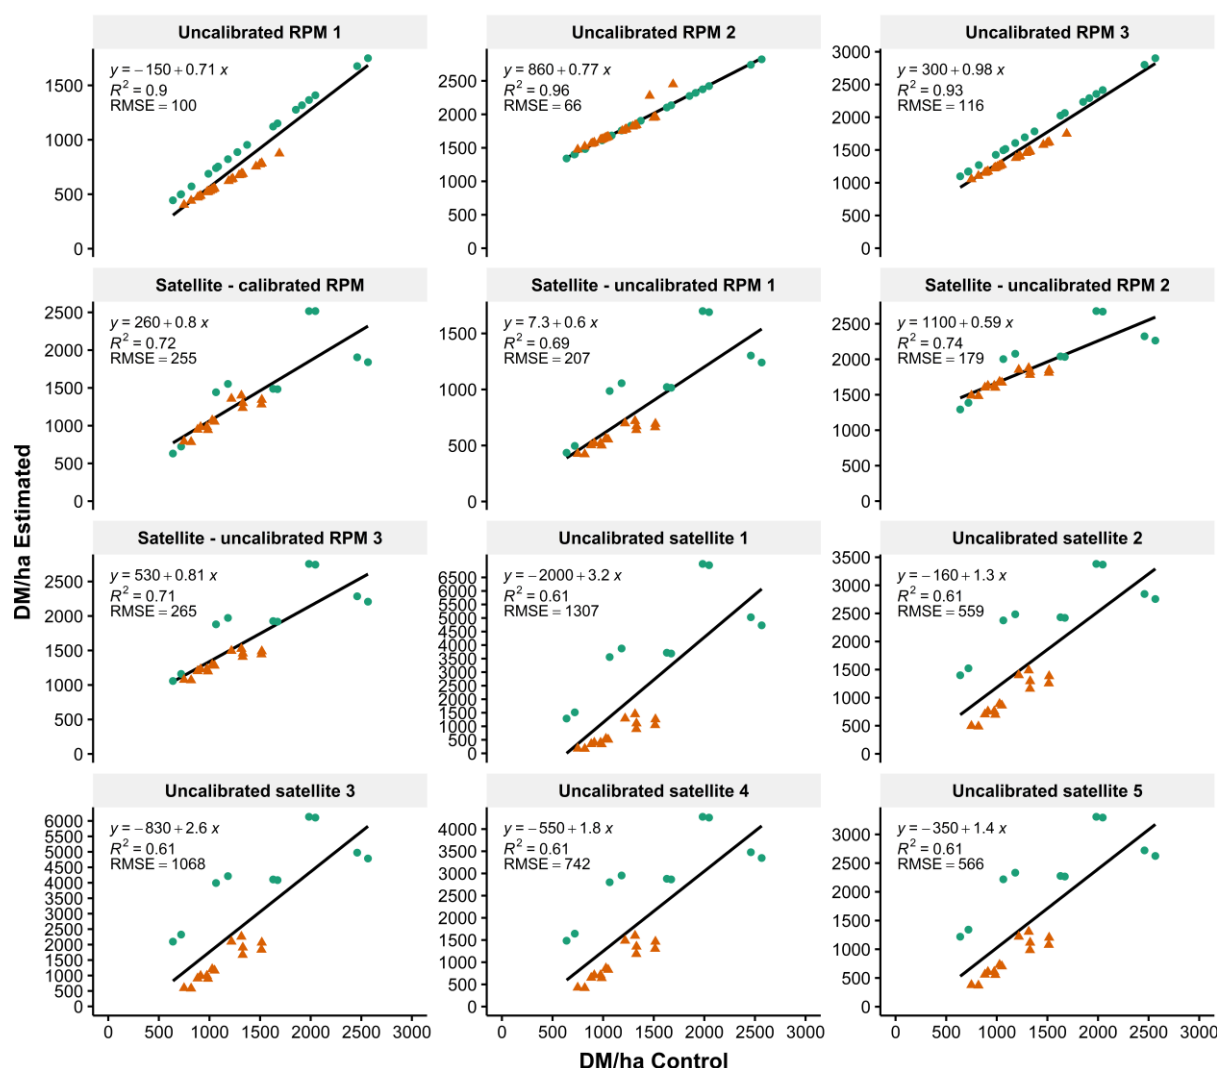 Uncalibrated RPM 1
Uncalibrated RPM 2
Uncalibrated RPM 3
y = −150 + 0.71 x
R² = 0.9
RMSE = 100
1500
1000
500
0
y = 860 + 0.77 x
R² = 0.96
RMSE = 66
2500
2000
1500
1000
500
0
y = 300 + 0.98 x
R² = 0.93
RMSE = 116
3000
2500
2000
1500
1000
500
0
Satellite - calibrated RPM
Satellite - uncalibrated RPM 1
Satellite - uncalibrated RPM 2
y = 260 + 0.8 x
R² = 0.72
RMSE = 255
2500
2000
1500
1000
500
0
y = 7.3 + 0.6 x
R² = 0.69
RMSE = 207
1500
1000
500
0
y = 1100 + 0.59 x
R² = 0.74
RMSE = 179
2500
2000
1500
1000
500
0
DM/ha Estimated
Satellite - uncalibrated RPM 3
Uncalibrated satellite 1
Uncalibrated satellite 2
y = 530 + 0.81 x
R² = 0.71
RMSE = 265
2500
2000
1500
1000
500
0
y = −2000 + 3.2 x
R² = 0.61
RMSE = 1307
6500
6000
5500
5000
4500
4000
3500
3000
2500
2000
1500
1000
500
0
y = −160 + 1.3 x
R² = 0.61
RMSE = 559
3500
3000
2500
2000
1500
1000
500
0
Uncalibrated satellite 3
Uncalibrated satellite 4
Uncalibrated satellite 5
y = −830 + 2.6 x
R² = 0.61
RMSE = 1068
6000
5500
5000
4500
4000
3500
3000
2500
2000
1500
1000
500
0
y = −550 + 1.8 x
R² = 0.61
RMSE = 742
4000
3500
3000
2500
2000
1500
1000
500
0
y = −350 + 1.4 x
R² = 0.61
RMSE = 566
3000
2500
2000
1500
1000
500
0
0 500 1000 1500 2000 2500 3000
0 500 1000 1500 2000 2500 3000
0 500 1000 1500 2000 2500 3000
DM/ha Control